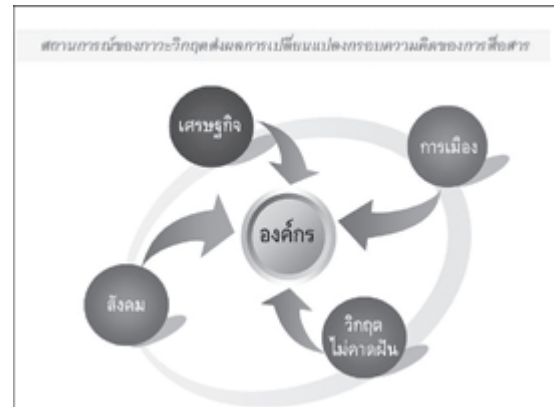 สถานการณ์ของภาวะวิกฤตส่งผลการเปลี่ยนแปลงกรอบความคิดของการสื่อสาร
เศรษฐกิจ
การเมือง
องค์กร
สังคม
วิกฤต
ไม่คาดฝัน